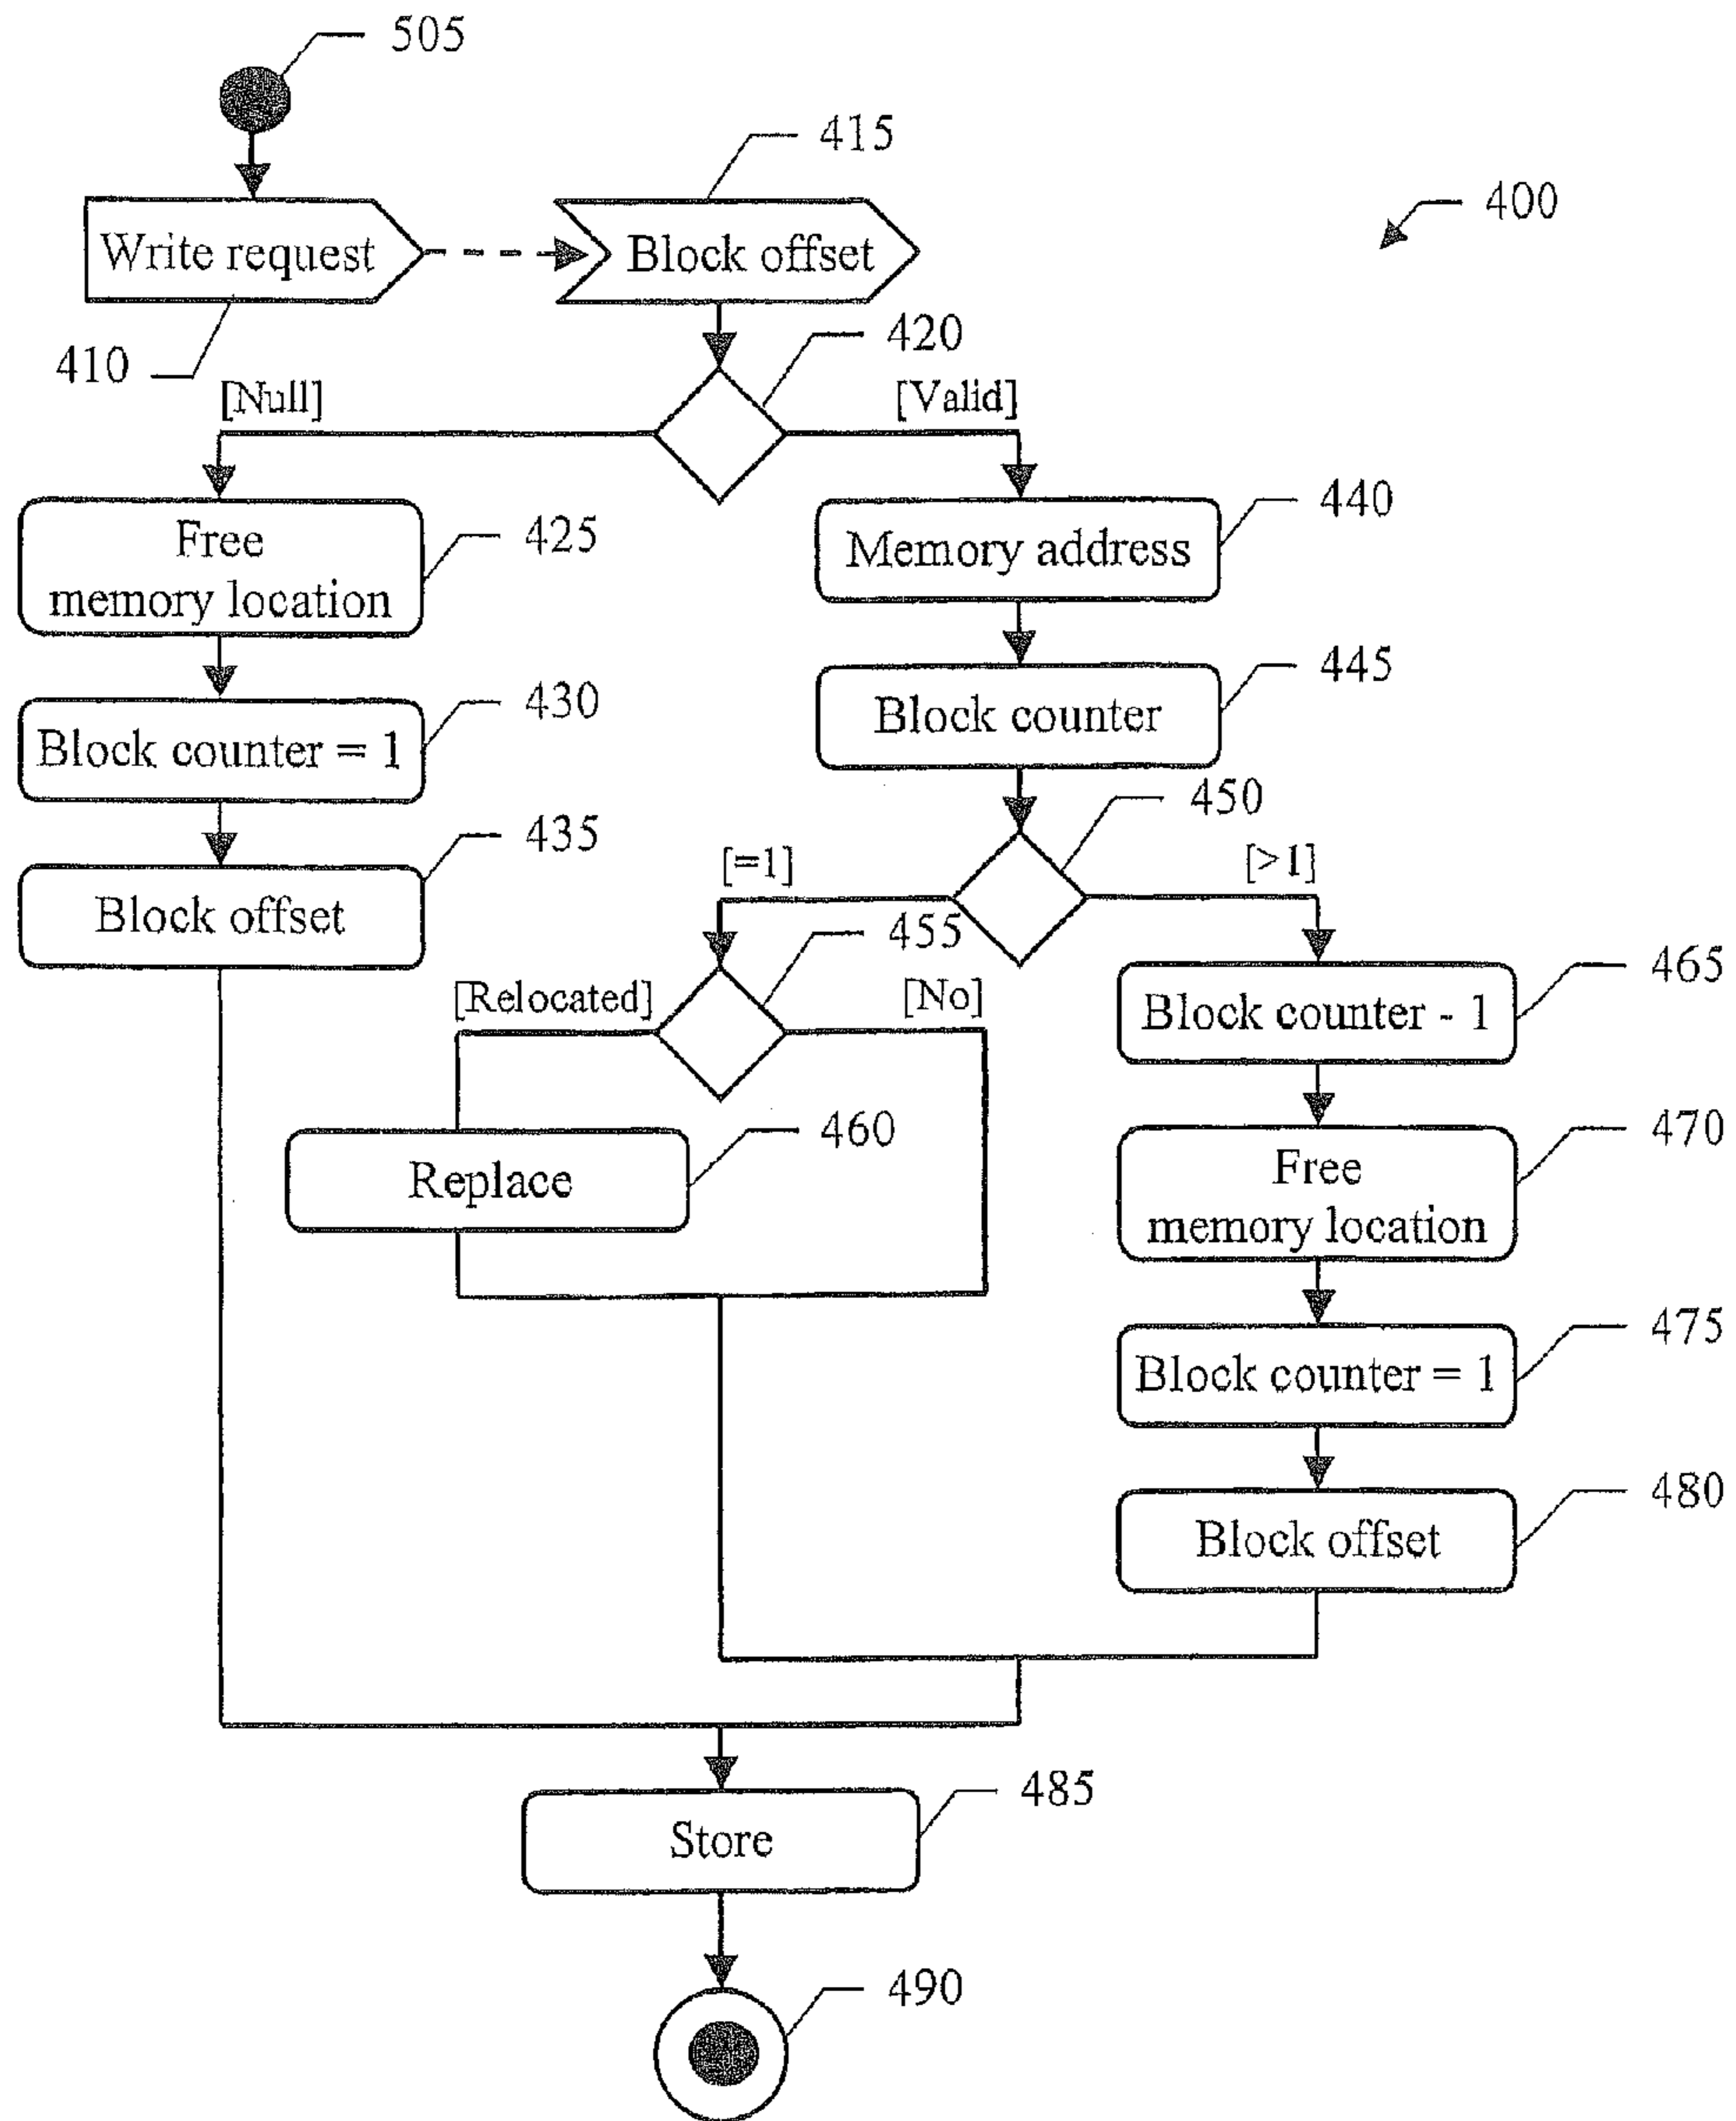 505
415
400
Write request
Block offset
420
410
[Null]
[Valid]
440
Free
memory location
425
Memory address
445
430
Block counter = 1
Block counter
450
435
[=1]
[>1]
Block offset
455
465
[Relocated]
[No]
Block counter - 1
460
470
Replace
Free
memory location
475
Block counter = 1
480
Block offset
485
Store
490